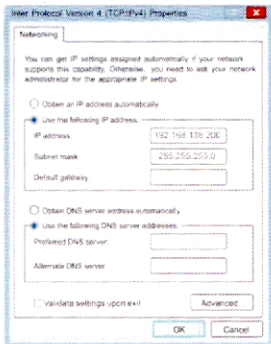 Inter Protocol Version 4 (TCP/IPv4) Properties
Networking
You can get IP settings assigned automatically if your network
supports this capability. Otherwise, you need to ask your network
administrator for the appropriate IP settings.
Obtain an IP address automatically
Use the following IP address:
IP address
192.168.138.200
Subnet mask
255.255.255.0
Default gateway
Obtain DNS server address automatically
Use the following DNS server addresses:
Preferred DNS server
Alternate DNS server
Validate settings upon exit
Advanced
OK
Cancel